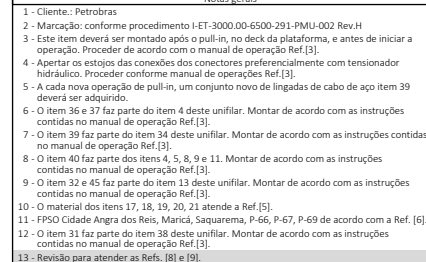 Notas gerais
1 - Cliente.: Petrobras
2 - Marcação: conforme procedimento I-ET-3000.00-6500-291-PMU-002 Rev.H
3 - Este item deverá ser montado após o pull-in, no deck da plataforma, e antes de iniciar a
operação. Proceder de acordo com o manual de operação Ref.[3].
4 - Apertar os estojos das conexões dos conectores preferencialmente com tensionador
hidráulico. Proceder conforme manual de operações Ref.[3].
5 - A cada nova operação de pull-in, um conjunto novo de lingadas de cabo de aço item 39
deverá ser adquirido.
6 - O item 36 e 37 faz parte do item 4 deste unifilar. Montar de acordo com as instruções
contidas no manual de operação Ref.[3].
7 - O item 39 faz parte do item 34 deste unifilar. Montar de acordo com as instruções contidas
no manual de operação Ref.[3].
8 - O item 40 faz parte dos itens 4, 5, 8, 9 e 11. Montar de acordo com as instruções
contidas no manual de operação Ref.[3].
9 - O item 32 e 45 faz parte do item 13 deste unifilar. Montar de acordo com as instruções
contidas no manual de operação Ref.[3].
10 - O material dos itens 17, 18, 19, 20, 21 atende a Ref.[5].
11 - FPSO Cidade Angra dos Reis, Maricá, Saquarema, P-66, P-67, P-69 de acordo com a Ref. [6].
12 - O item 31 faz parte do item 38 deste unifilar. Montar de acordo com as instruções
contidas no manual de operação Ref.[3].
13 - Revisão para atender as Refs. [8] e [9].